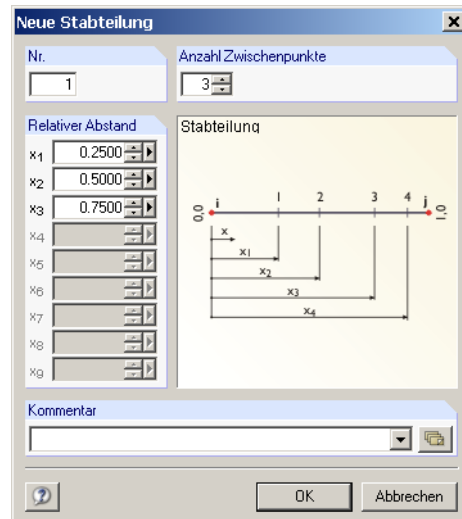 Neue Stabteilung
Nr.
1
Anzahl Zwischenpunkte
3
Relativer Abstand
x1 0.2500
x2 0.5000
x3 0.7500
x4
x5
x6
x7
x8
x9
Stabteilung
0,0 i 1 2 3 4 j 1,0
x
x1
x2
x3
x4
Kommentar
OK Abbrechen